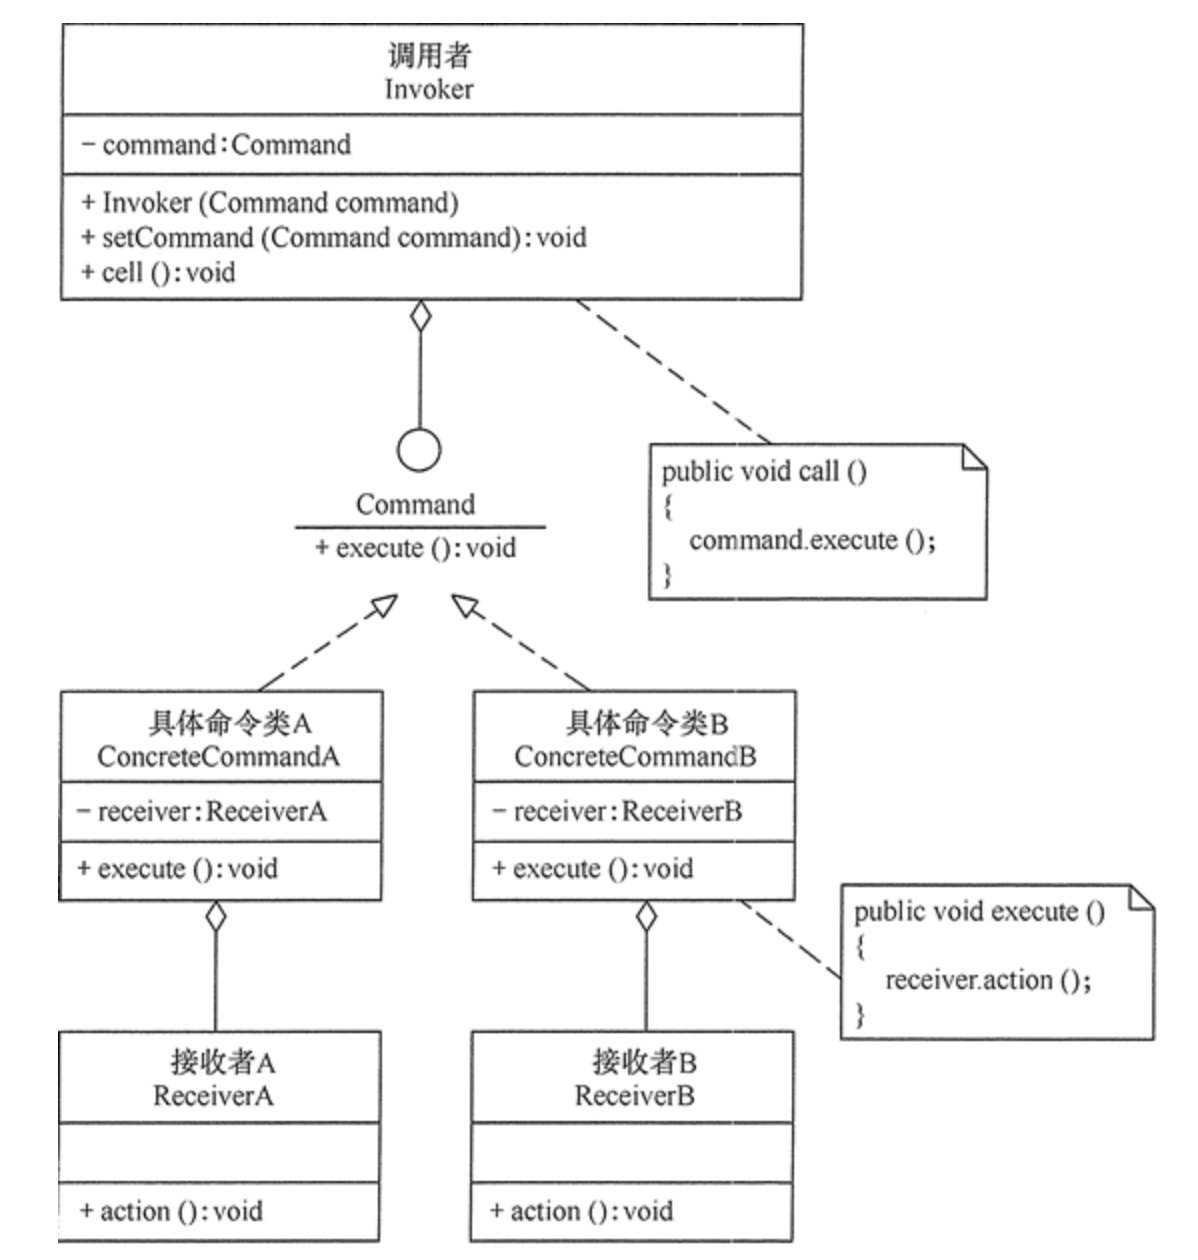 调用者
Invoker
− command:Command
+ Invoker (Command command)
+ setCommand (Command command):void
+ cell ():void
Command
+ execute ():void
public void call ()
{
command.execute ();
}
具体命令类A
ConcreteCommandA
− receiver:ReceiverA
+ execute ():void
具体命令类B
ConcreteCommandB
− receiver:ReceiverB
+ execute ():void
public void execute ()
{
receiver.action ();
}
接收者A
ReceiverA
+ action ():void
接收者B
ReceiverB
+ action ():void